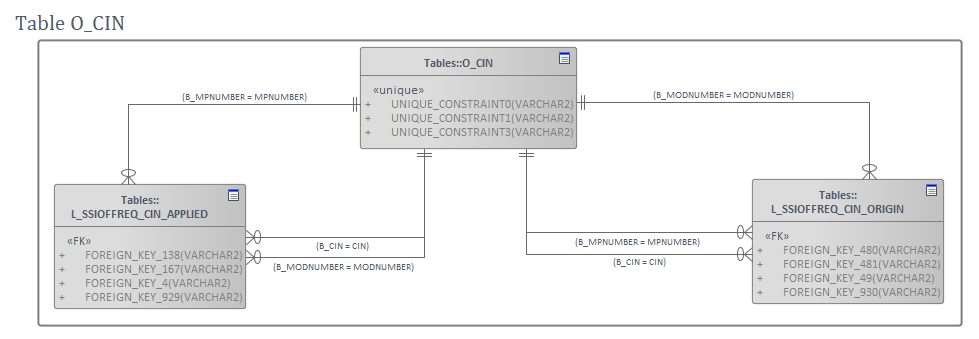 Table O_CIN
Tables::O_CIN
«unique»
+ UNIQUE_CONSTRAINT0(VARCHAR2)
+ UNIQUE_CONSTRAINT1(VARCHAR2)
+ UNIQUE_CONSTRAINT3(VARCHAR2)
(B_MPNUMBER = MPNUMBER)
(B_MODNUMBER = MODNUMBER)
Tables::
L_SSIOFFREQ_CIN_APPLIED
«FK»
+ FOREIGN_KEY_138(VARCHAR2)
+ FOREIGN_KEY_167(VARCHAR2)
+ FOREIGN_KEY_4(VARCHAR2)
+ FOREIGN_KEY_929(VARCHAR2)
(B_CIN = CIN)
(B_MODNUMBER = MODNUMBER)
(B_MPNUMBER = MPNUMBER)
(B_CIN = CIN)
Tables::
L_SSIOFFREQ_CIN_ORIGIN
«FK»
+ FOREIGN_KEY_480(VARCHAR2)
+ FOREIGN_KEY_481(VARCHAR2)
+ FOREIGN_KEY_49(VARCHAR2)
+ FOREIGN_KEY_930(VARCHAR2)